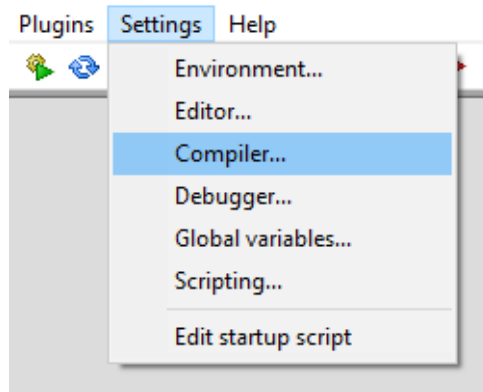 Plugins Settings Help
Environment...
Editor...
Compiler...
Debugger...
Global variables...
Scripting...
Edit startup script